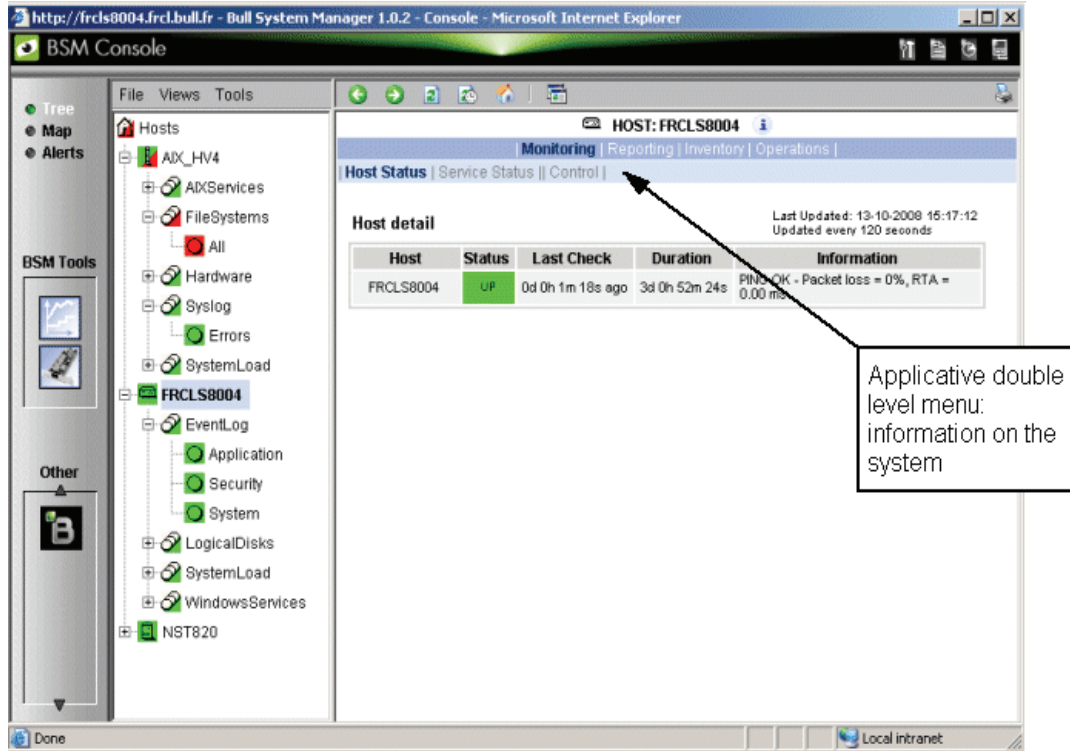 http://frcls8004.frcl.bull.fr - Bull System Manager 1.0.2 - Console - Microsoft Internet Explorer
BSM Console
Tree
Map
Alerts
BSM Tools
Other
File Views Tools
Hosts
AIX_HV4
AIXServices
FileSystems
All
Hardware
Syslog
Errors
SystemLoad
FRCLS8004
EventLog
Application
Security
System
LogicalDisks
SystemLoad
WindowsServices
NST820
HOST: FRCLS8004
| Monitoring | Reporting | Inventory | Operations |
| Host Status | Service Status || Control |
Host detail
Last Updated: 13-10-2008 15:17:12
Updated every 120 seconds
Host Status Last Check Duration Information
FRCLS8004 UP 0d 0h 1m 18s ago 3d 0h 52m 24s PING OK - Packet loss = 0%, RTA =
0.00 ms
Applicative double
level menu:
information on the
system
Done
Local intranet